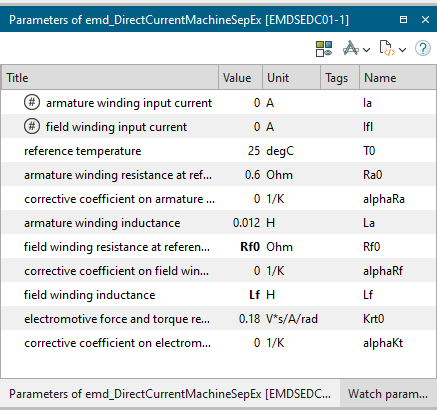 Parameters of emd_DirectCurrentMachineSepEx [EMDSEDC01-1]
Title Value Unit Tags Name
# armature winding input current 0 A Ia
# field winding input current 0 A Ifl
reference temperature 25 degC T0
armature winding resistance at ref... 0.6 Ohm Ra0
corrective coefficient on armature ... 0 1/K alphaRa
armature winding inductance 0.012 H La
field winding resistance at referen... Rf0 Ohm Rf0
corrective coefficient on field win... 0 1/K alphaRf
field winding inductance Lf H Lf
electromotive force and torque re... 0.18 V*s/A/rad Krt0
corrective coefficient on electrom... 0 1/K alphaKt
Parameters of emd_DirectCurrentMachineSepEx [EMDSEDC... Watch param...